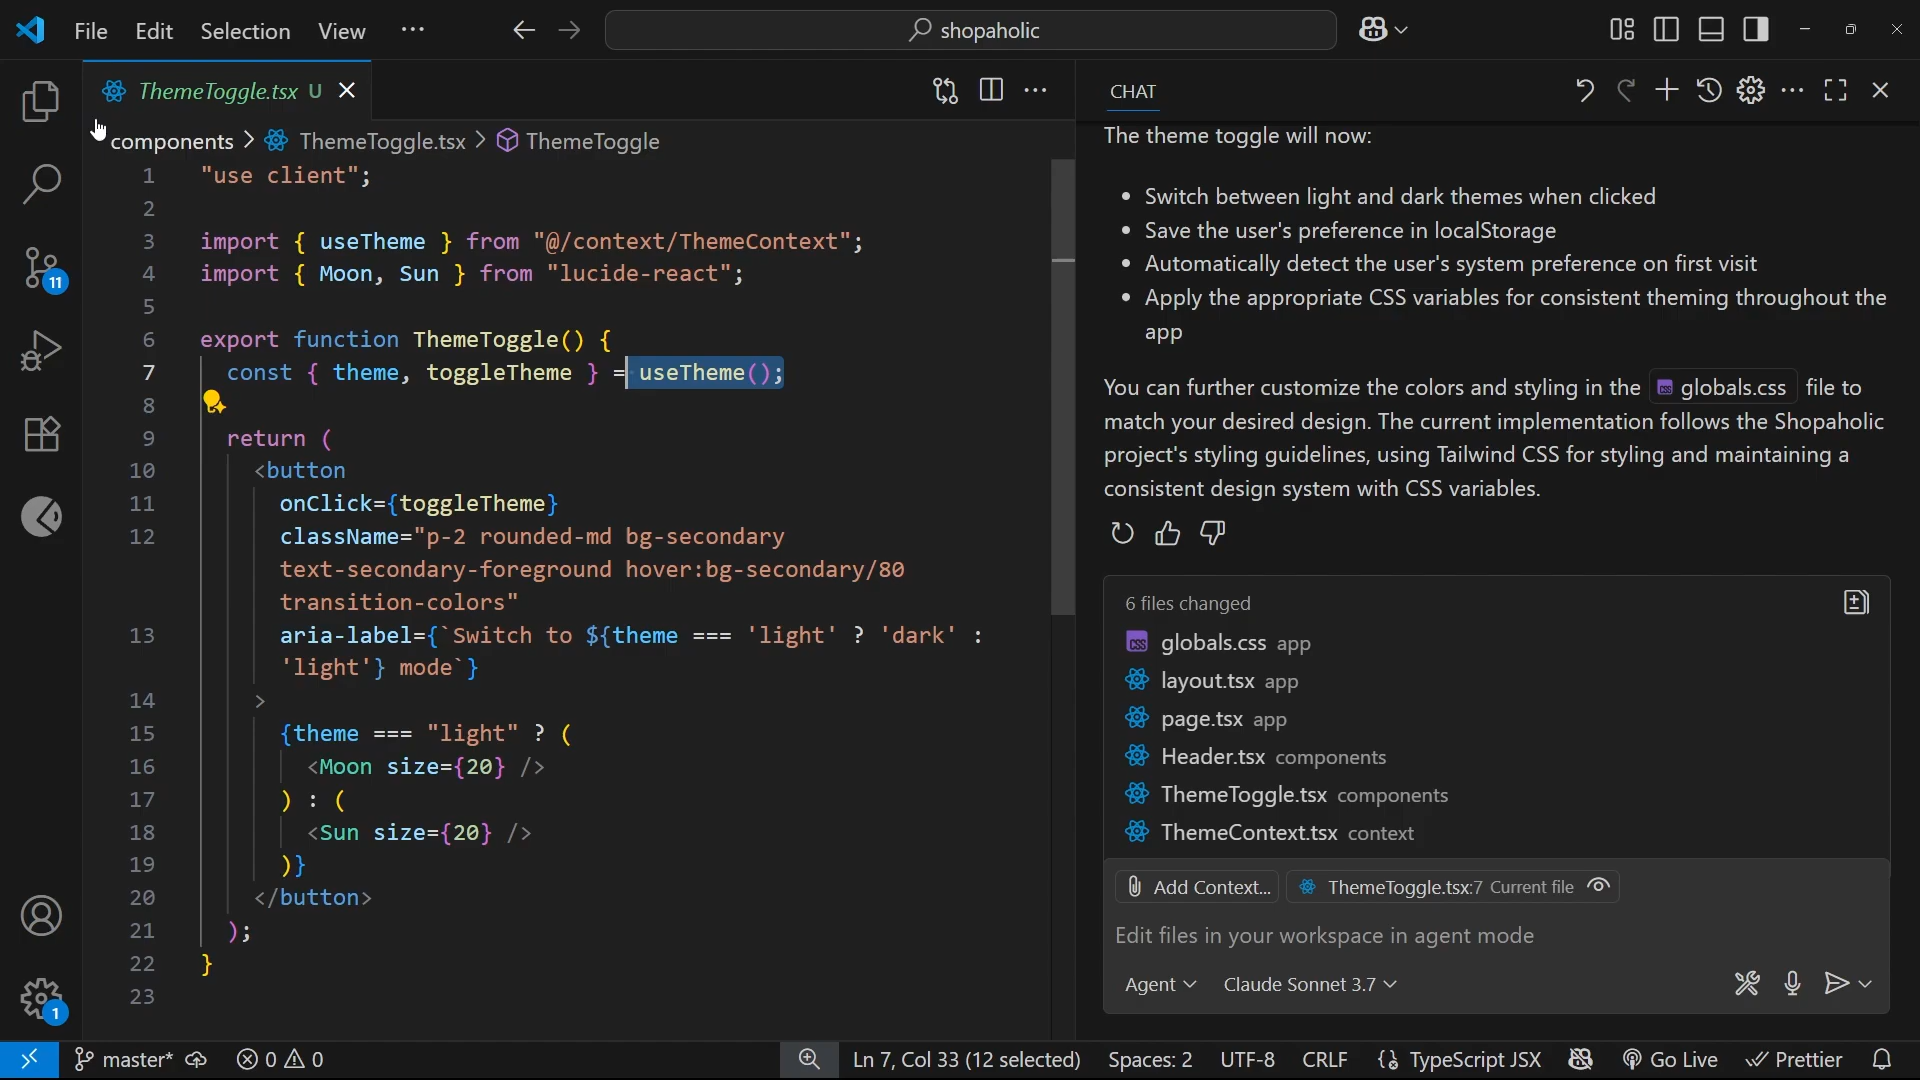 File Edit Selection View ··· shopaholic
ThemeToggle.tsx U
components > ThemeToggle.tsx > ThemeToggle
1 "use client";
2
3 import { useTheme } from "@/context/ThemeContext";
4 import { Moon, Sun } from "lucide-react";
5
6 export function ThemeToggle() {
7 const { theme, toggleTheme } = useTheme();
8
9 return (
10 <button
11 onClick={toggleTheme}
12 className="p-2 rounded-md bg-secondary
text-secondary-foreground hover:bg-secondary/80
transition-colors"
13 aria-label={`Switch to ${theme === 'light' ? 'dark' :
'light'} mode`}
14 >
15 {theme === "light" ? (
16 <Moon size={20} />
17 ) : (
18 <Sun size={20} />
19 )}
20 </button>
21 );
22 }
23
11
1
CHAT
The theme toggle will now:
• Switch between light and dark themes when clicked
• Save the user's preference in localStorage
• Automatically detect the user's system preference on first visit
• Apply the appropriate CSS variables for consistent theming throughout the
app
You can further customize the colors and styling in the globals.css file to
match your desired design. The current implementation follows the Shopaholic
project's styling guidelines, using Tailwind CSS for styling and maintaining a
consistent design system with CSS variables.
6 files changed
globals.css app
layout.tsx app
page.tsx app
Header.tsx components
ThemeToggle.tsx components
ThemeContext.tsx context
Add Context... ThemeToggle.tsx:7 Current file
Edit files in your workspace in agent mode
Agent Claude Sonnet 3.7
master* 0 0 Ln 7, Col 33 (12 selected) Spaces: 2 UTF-8 CRLF {} TypeScript JSX Go Live Prettier